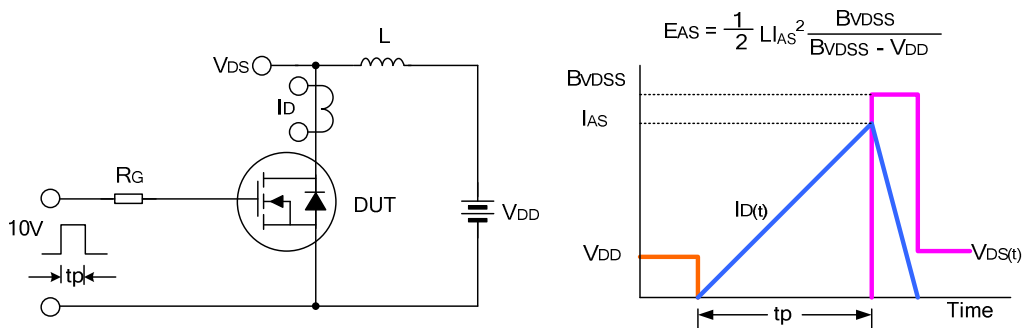 VDS
L
ID
RG
DUT
VDD
10V
tp
EAS = 1/2 LIAS² BVDSS / (BVDSS - VDD)
BVDSS
IAS
ID(t)
VDD
VDS(t)
tp
Time